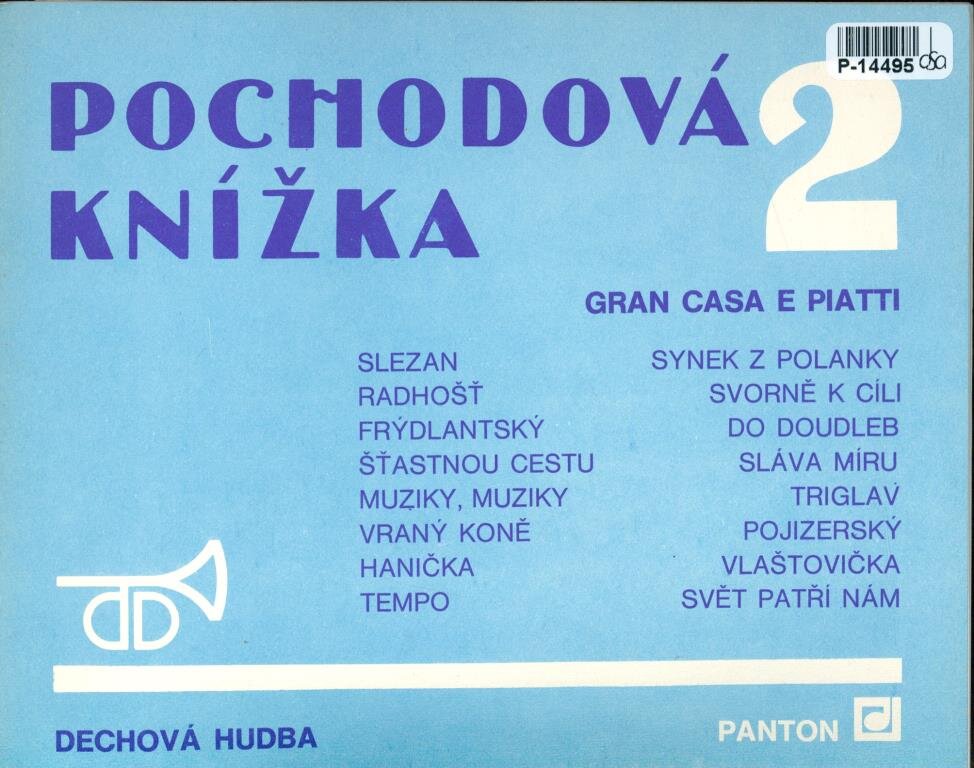 P-14495 OSA
POCHODOVÁ 2
KNÍŽKA
GRAN CASA E PIATTI
SLEZAN
RADHOŠŤ
FRÝDLANTSKÝ
ŠŤASTNOU CESTU
MUZIKY, MUZIKY
VRANÝ KONĚ
HANIČKA
TEMPO
SYNEK Z POLANKY
SVORNĚ K CÍLI
DO DOUDLEB
SLÁVA MÍRU
TRIGLAV
POJIZERSKÝ
VLAŠTOVIČKA
SVĚT PATŘÍ NÁM
DECHOVÁ HUDBA
PANTON